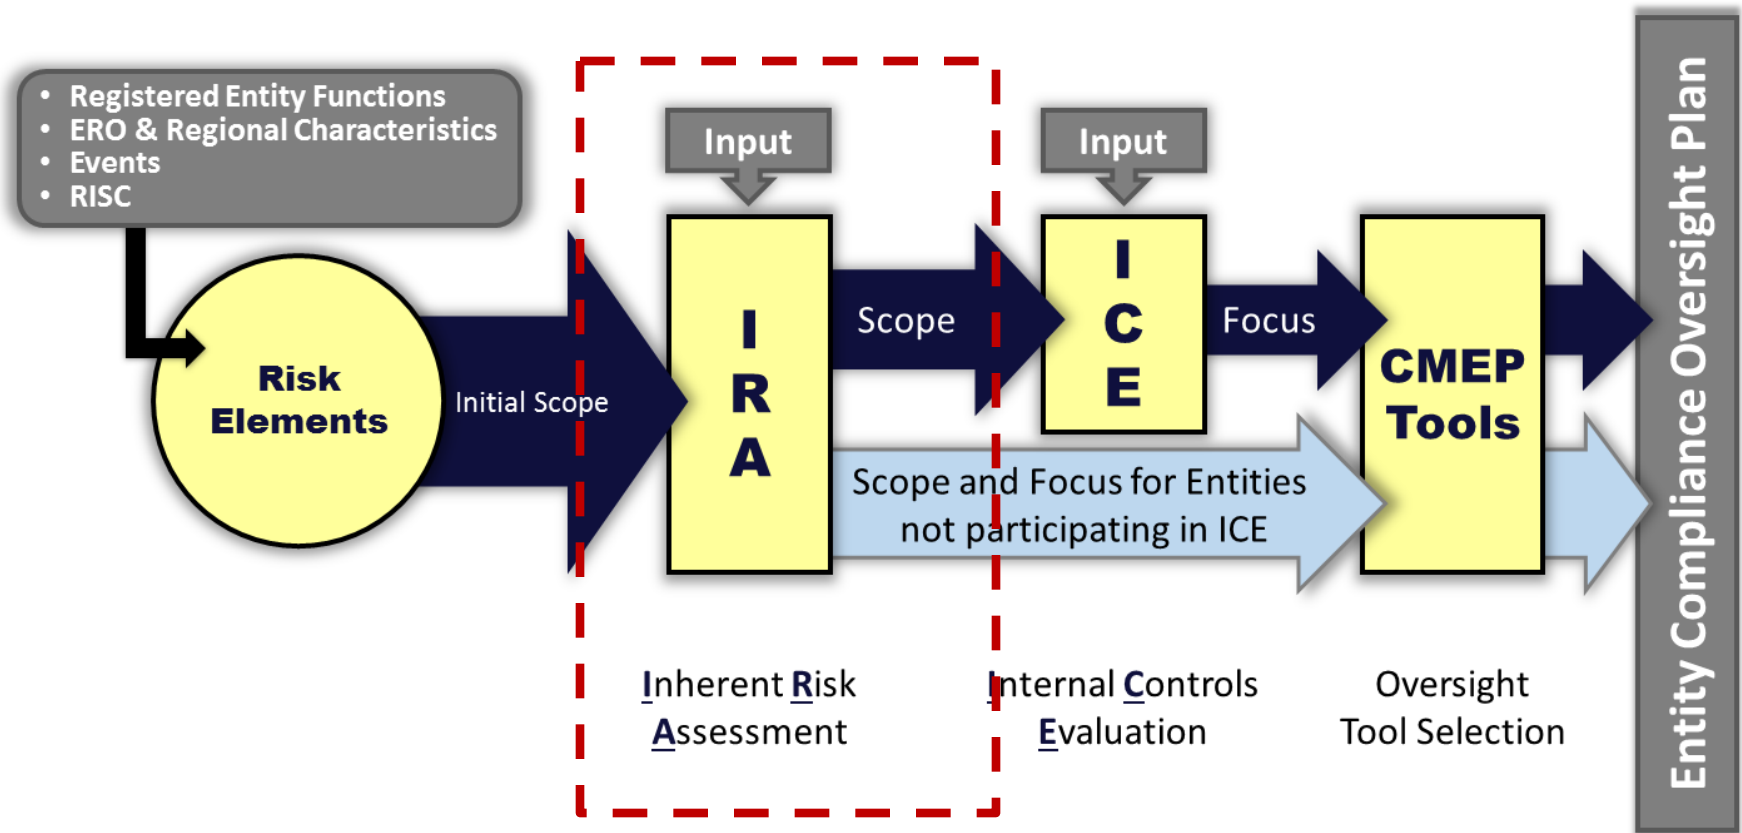 • Registered Entity Functions
• ERO & Regional Characteristics
• Events
• RISC
Risk
Elements
Initial Scope
Input
I
R
A
Scope
Input
I
C
E
Focus
Scope and Focus for Entities
not participating in ICE
CMEP
Tools
Entity Compliance Oversight Plan
Inherent Risk
Assessment
Internal Controls
Evaluation
Oversight
Tool Selection